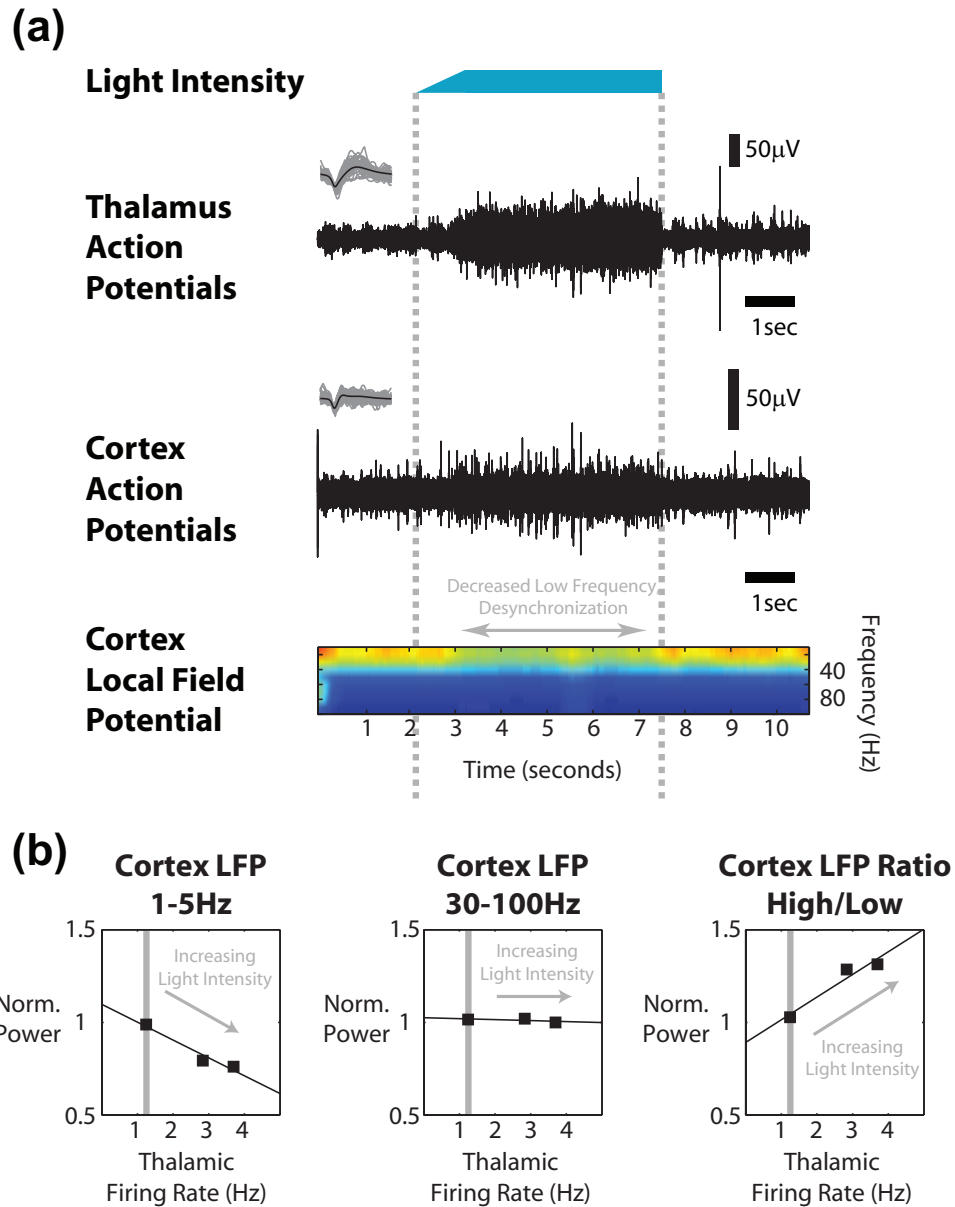 (a)
Light Intensity
50μV
Thalamus
Action
Potentials
1sec
50μV
Cortex
Action
Potentials
1sec
Decreased Low Frequency
Desynchronization
Cortex
Local Field
Potential
40
80
Frequency (Hz)
1 2 3 4 5 6 7 8 9 10
Time (seconds)
(b)
Cortex LFP
1-5Hz
1.5
Increasing
Light Intensity
Norm.
Power
1
0.5
1 2 3 4
Thalamic
Firing Rate (Hz)
Cortex LFP
30-100Hz
1.5
Increasing
Light Intensity
Norm.
Power
1
0.5
1 2 3 4
Thalamic
Firing Rate (Hz)
Cortex LFP Ratio
High/Low
1.5
Norm.
Power
1
Increasing
Light Intensity
0.5
1 2 3 4
Thalamic
Firing Rate (Hz)